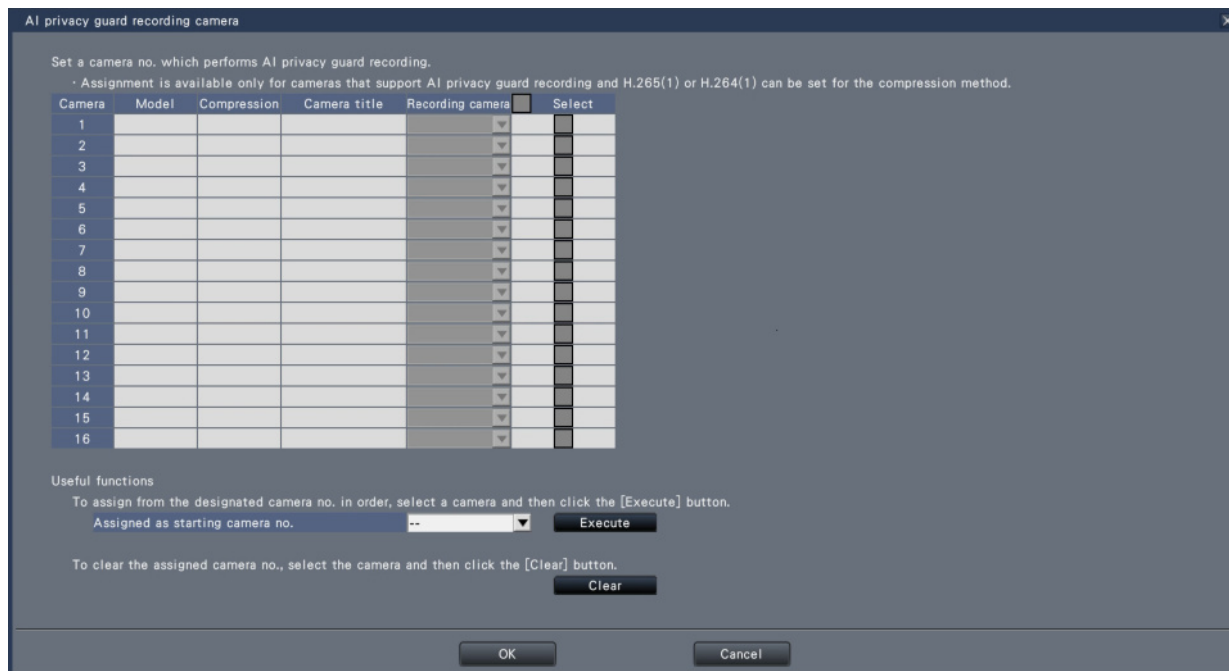 AI privacy guard recording camera
Set a camera no. which performs AI privacy guard recording.
· Assignment is available only for cameras that support AI privacy guard recording and H.265(1) or H.264(1) can be set for the compression method.
Camera Model Compression Camera title Recording camera Select
1
2
3
4
5
6
7
8
9
10
11
12
13
14
15
16
Useful functions
To assign from the designated camera no. in order, select a camera and then click the [Execute] button.
Assigned as starting camera no. -- Execute
To clear the assigned camera no., select the camera and then click the [Clear] button.
Clear
OK Cancel